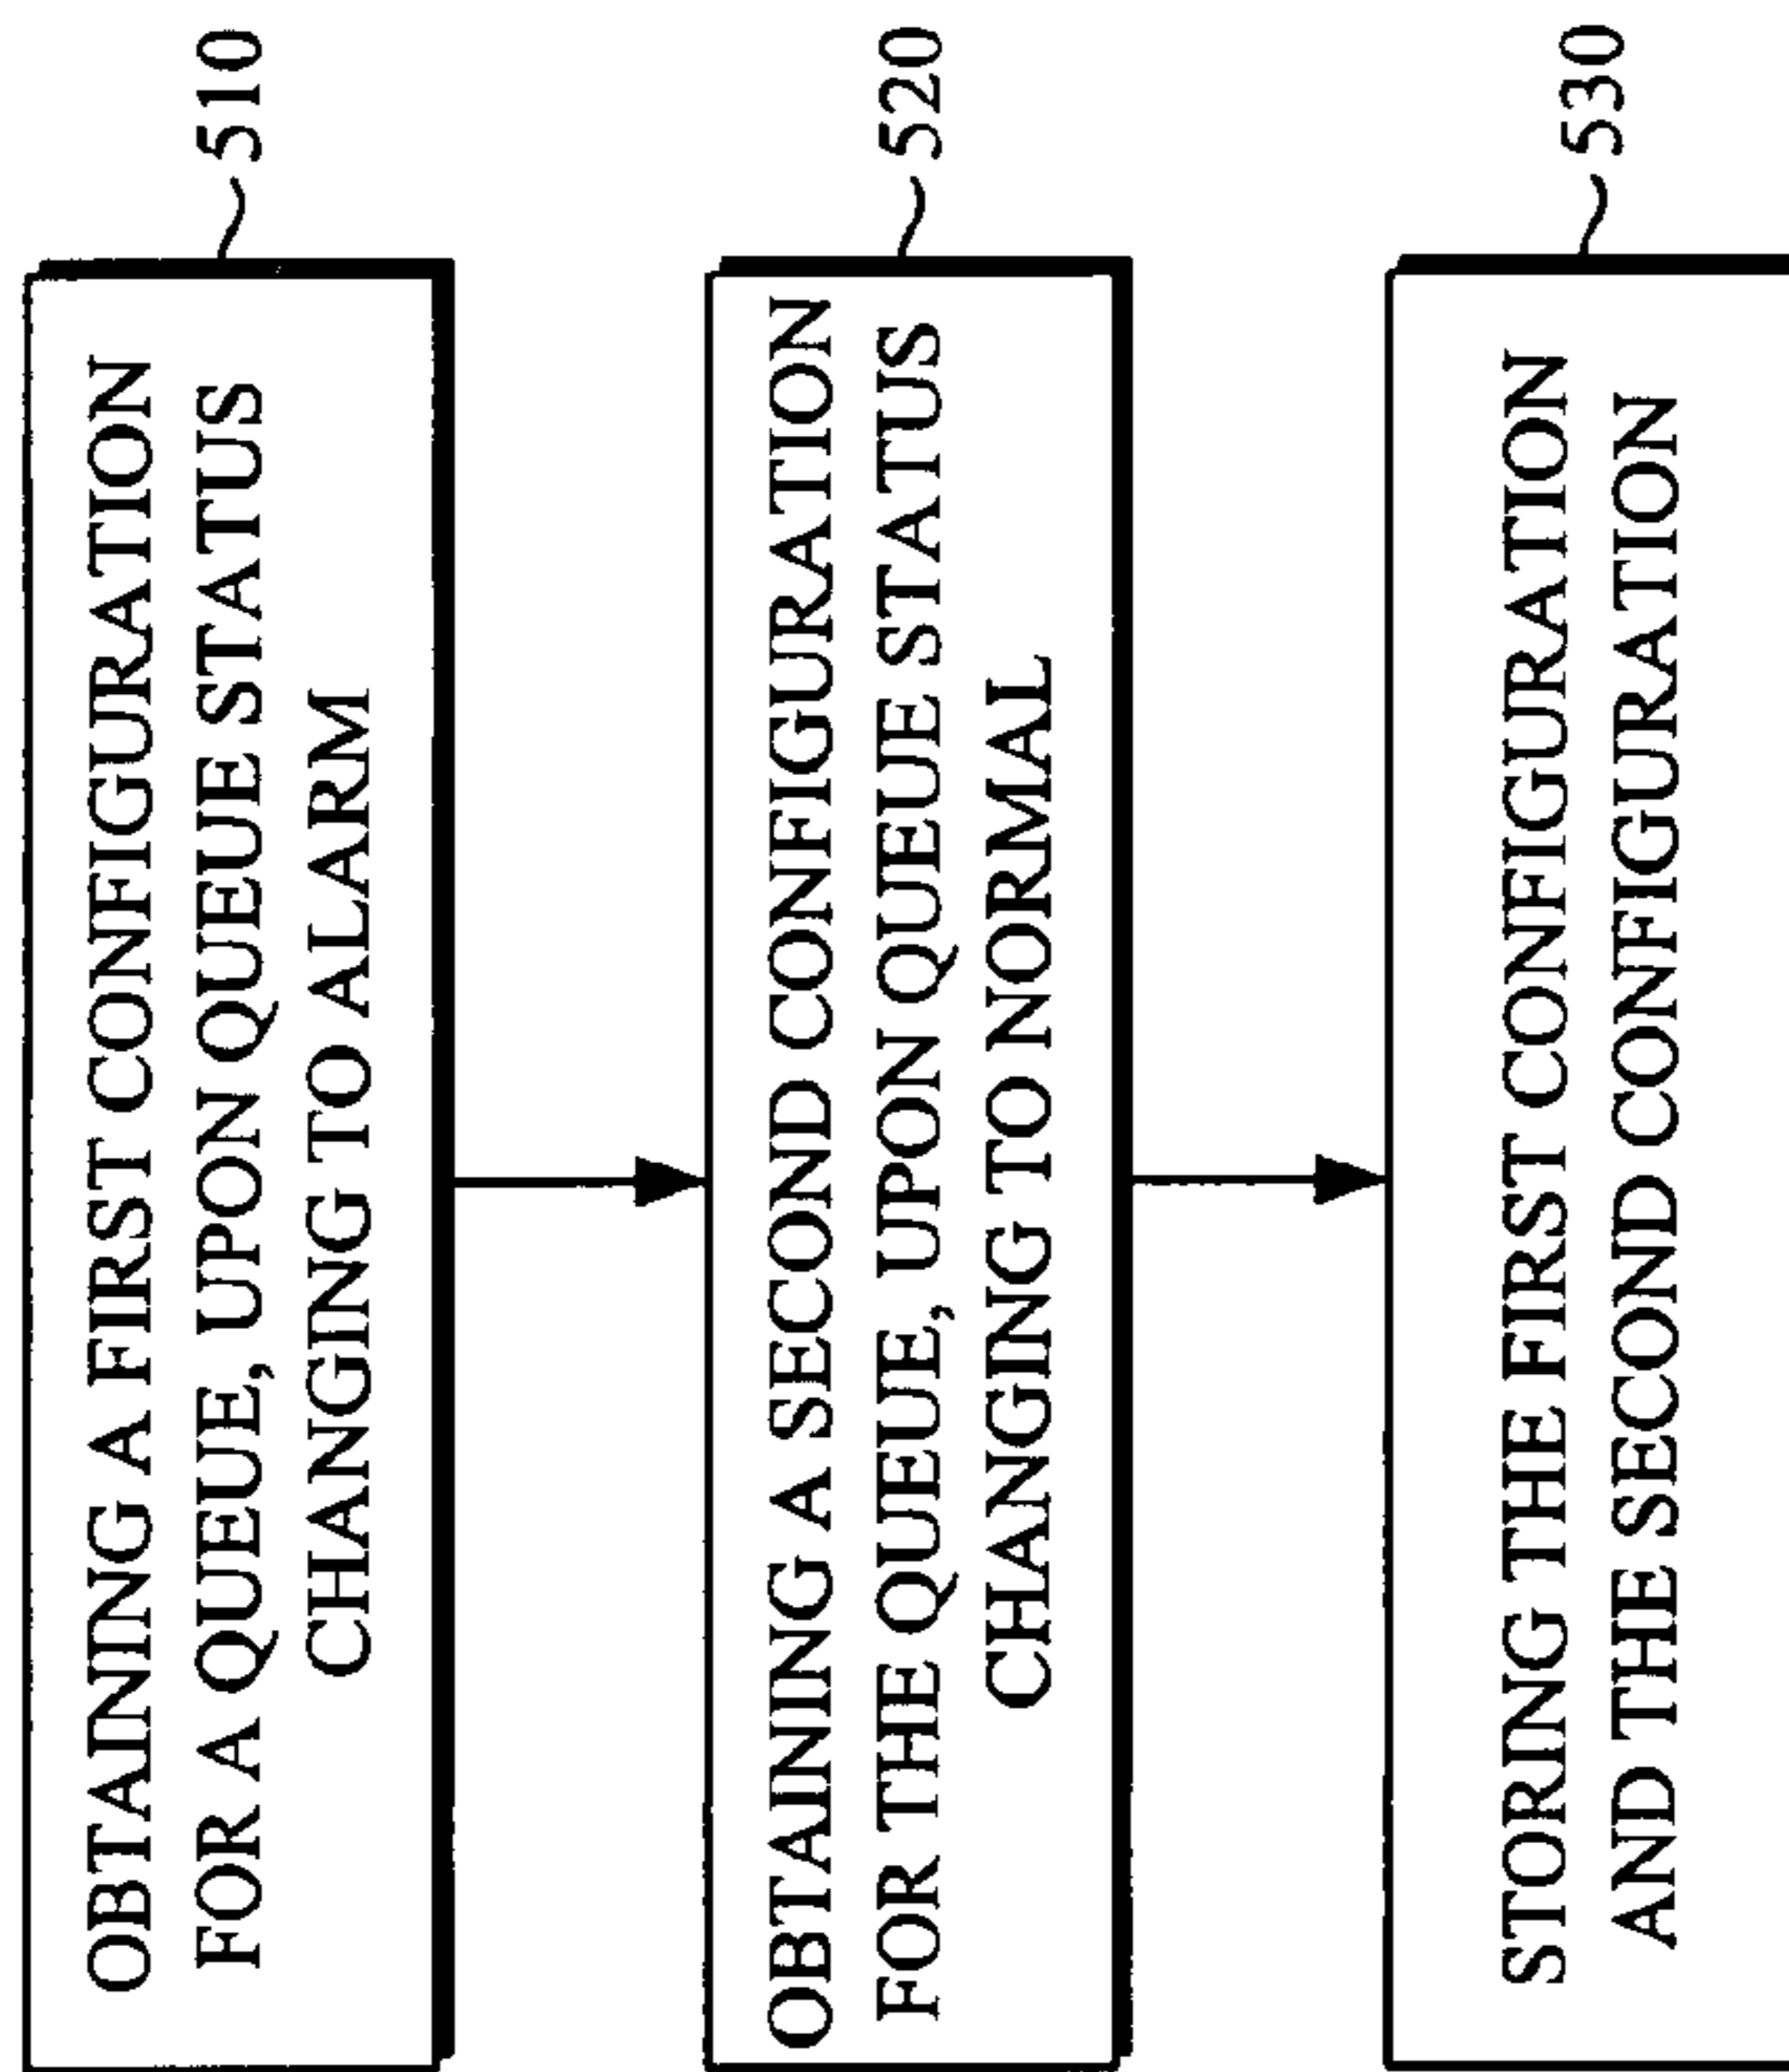 OBTAINING A FIRST CONFIGURATION
FOR A QUEUE, UPON QUEUE STATUS
CHANGING TO ALARM
510
OBTAINING A SECOND CONFIGURATION
FOR THE QUEUE, UPON QUEUE STATUS
CHANGING TO NORMAL
520
STORING THE FIRST CONFIGURATION
AND THE SECOND CONFIGURATION
530